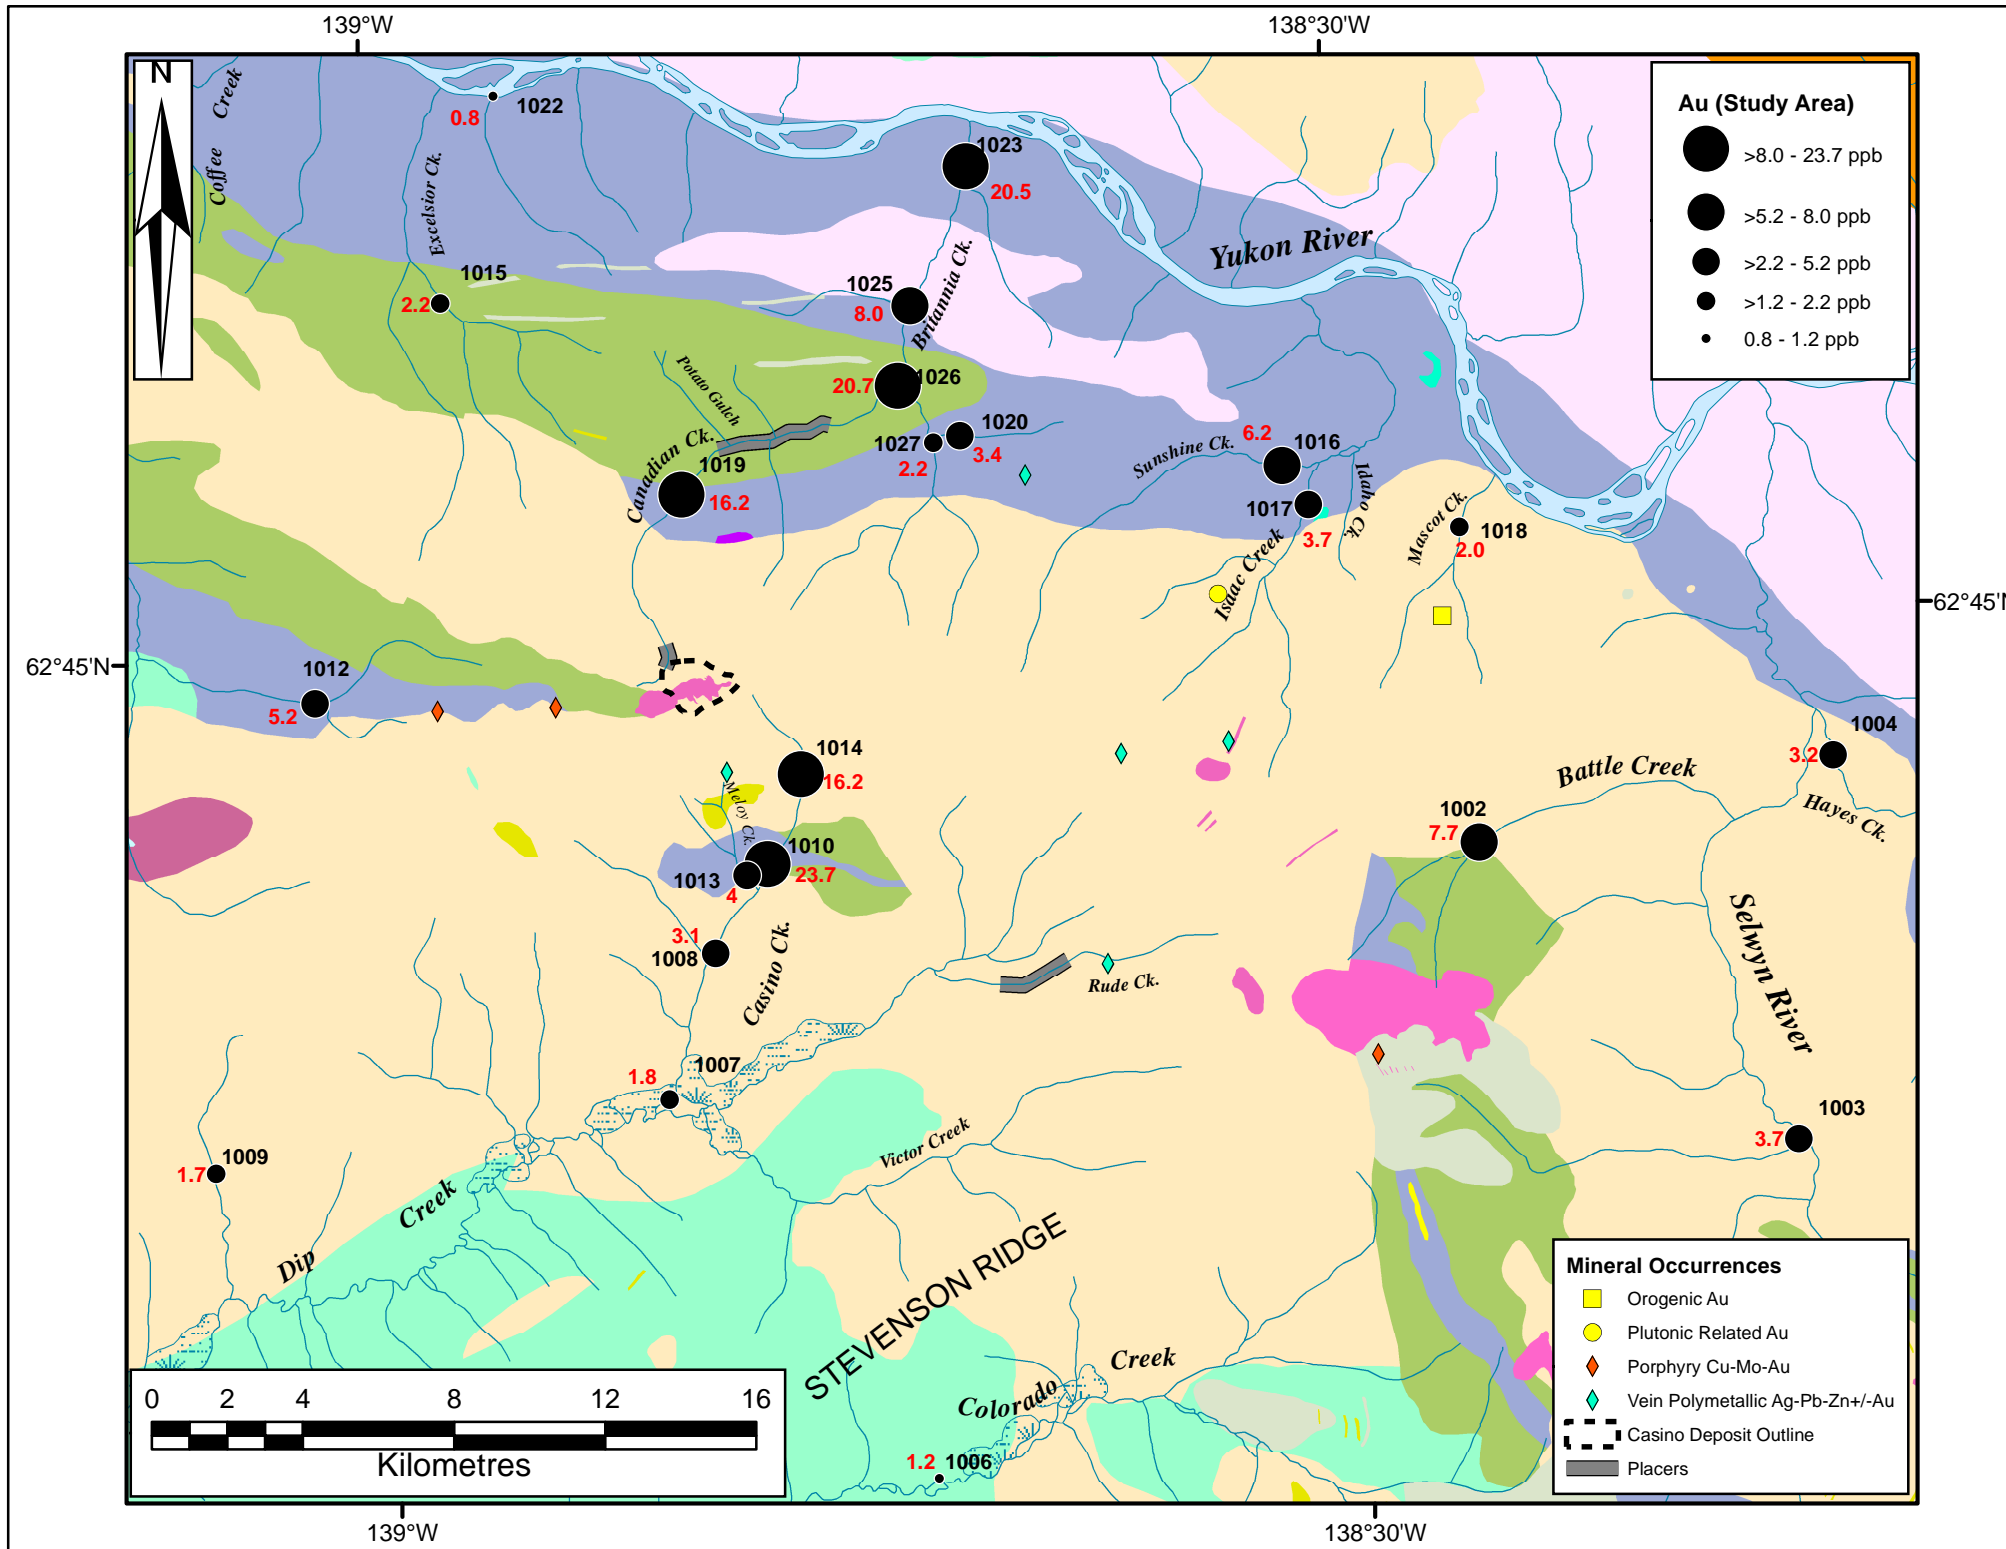 139°W
138°30'W
N
Coffee Creek
0.8
1022
Excelsior Ck.
1023
20.5
Au (Study Area)
>8.0 - 23.7 ppb
>5.2 - 8.0 ppb
>2.2 - 5.2 ppb
>1.2 - 2.2 ppb
0.8 - 1.2 ppb
Yukon River
1015
2.2
1025
8.0
Britannia Ck.
Potato Gulch
20.7
1026
Canadian Ck.
1019
16.2
1027
2.2
1020
3.4
Sunshine Ck.
6.2
1016
1017
3.7
Idaho Ck.
Isaac Creek
Mascot Ck.
1018
2.0
62°45'N
62°45'N
1012
5.2
1014
16.2
Meloy Ck.
1010
23.7
1013
4
1004
3.2
Battle Creek
Hayes Ck.
1002
7.7
3.1
1008
Casino Ck.
Rude Ck.
Selwyn River
1007
1.8
1003
3.7
1009
1.7
Victor Creek
Dip Creek
STEVENSON RIDGE
Colorado Creek
1.2
1006
Mineral Occurrences
Orogenic Au
Plutonic Related Au
Porphyry Cu-Mo-Au
Vein Polymetallic Ag-Pb-Zn+/-Au
Casino Deposit Outline
Placers
0 2 4 8 12 16
Kilometres
139°W
138°30'W